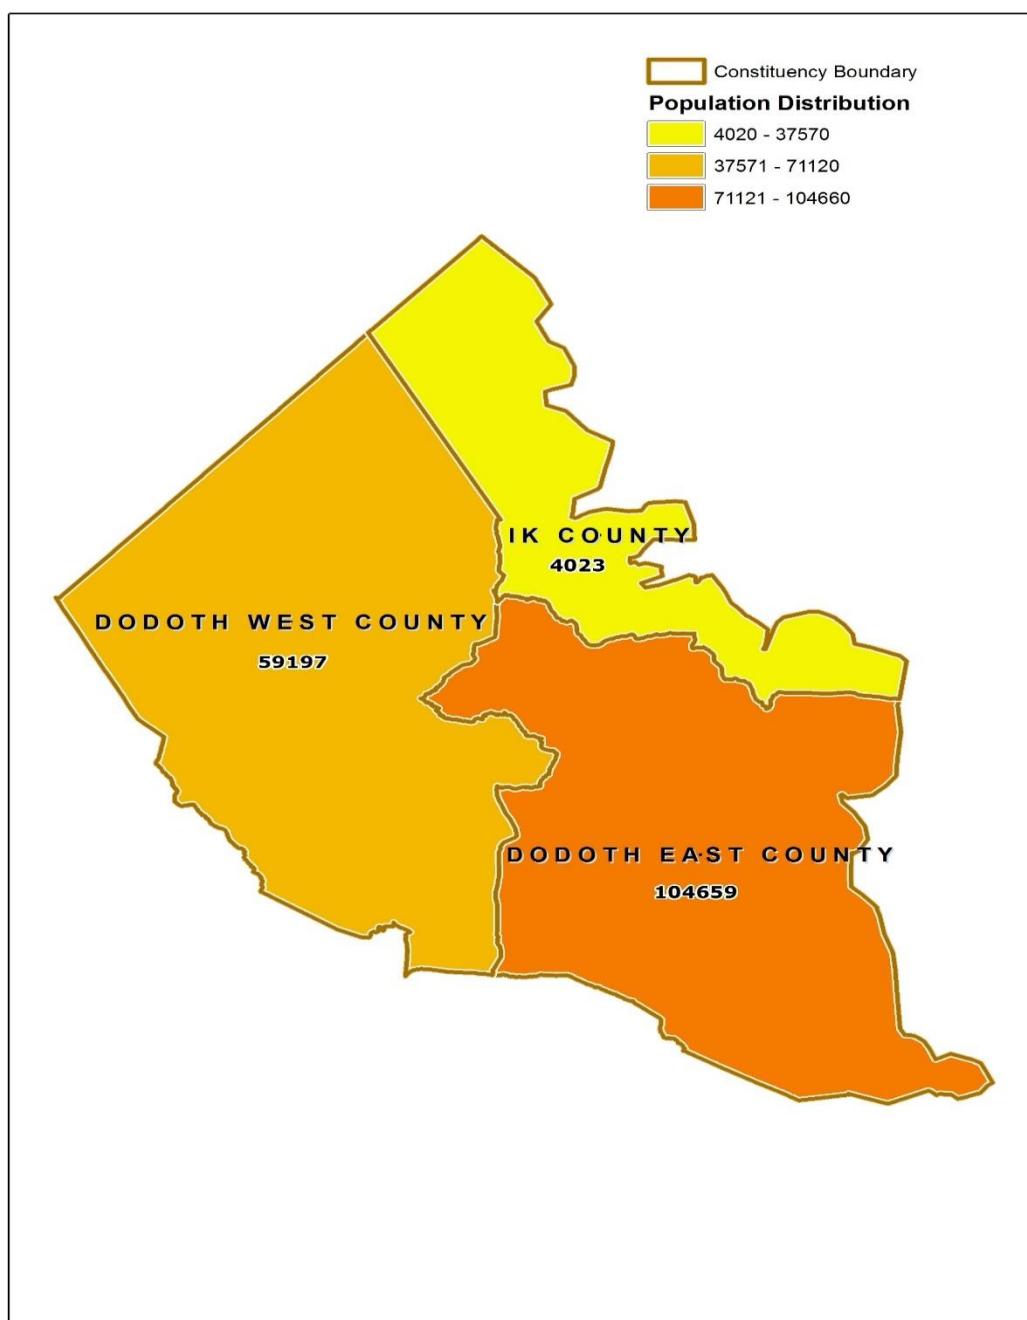 Constituency Boundary
Population Distribution
4020 - 37570
37571 - 71120
71121 - 104660
IK COUNTY
4023
DODOTH WEST COUNTY
59197
DODOTH EAST COUNTY
104659